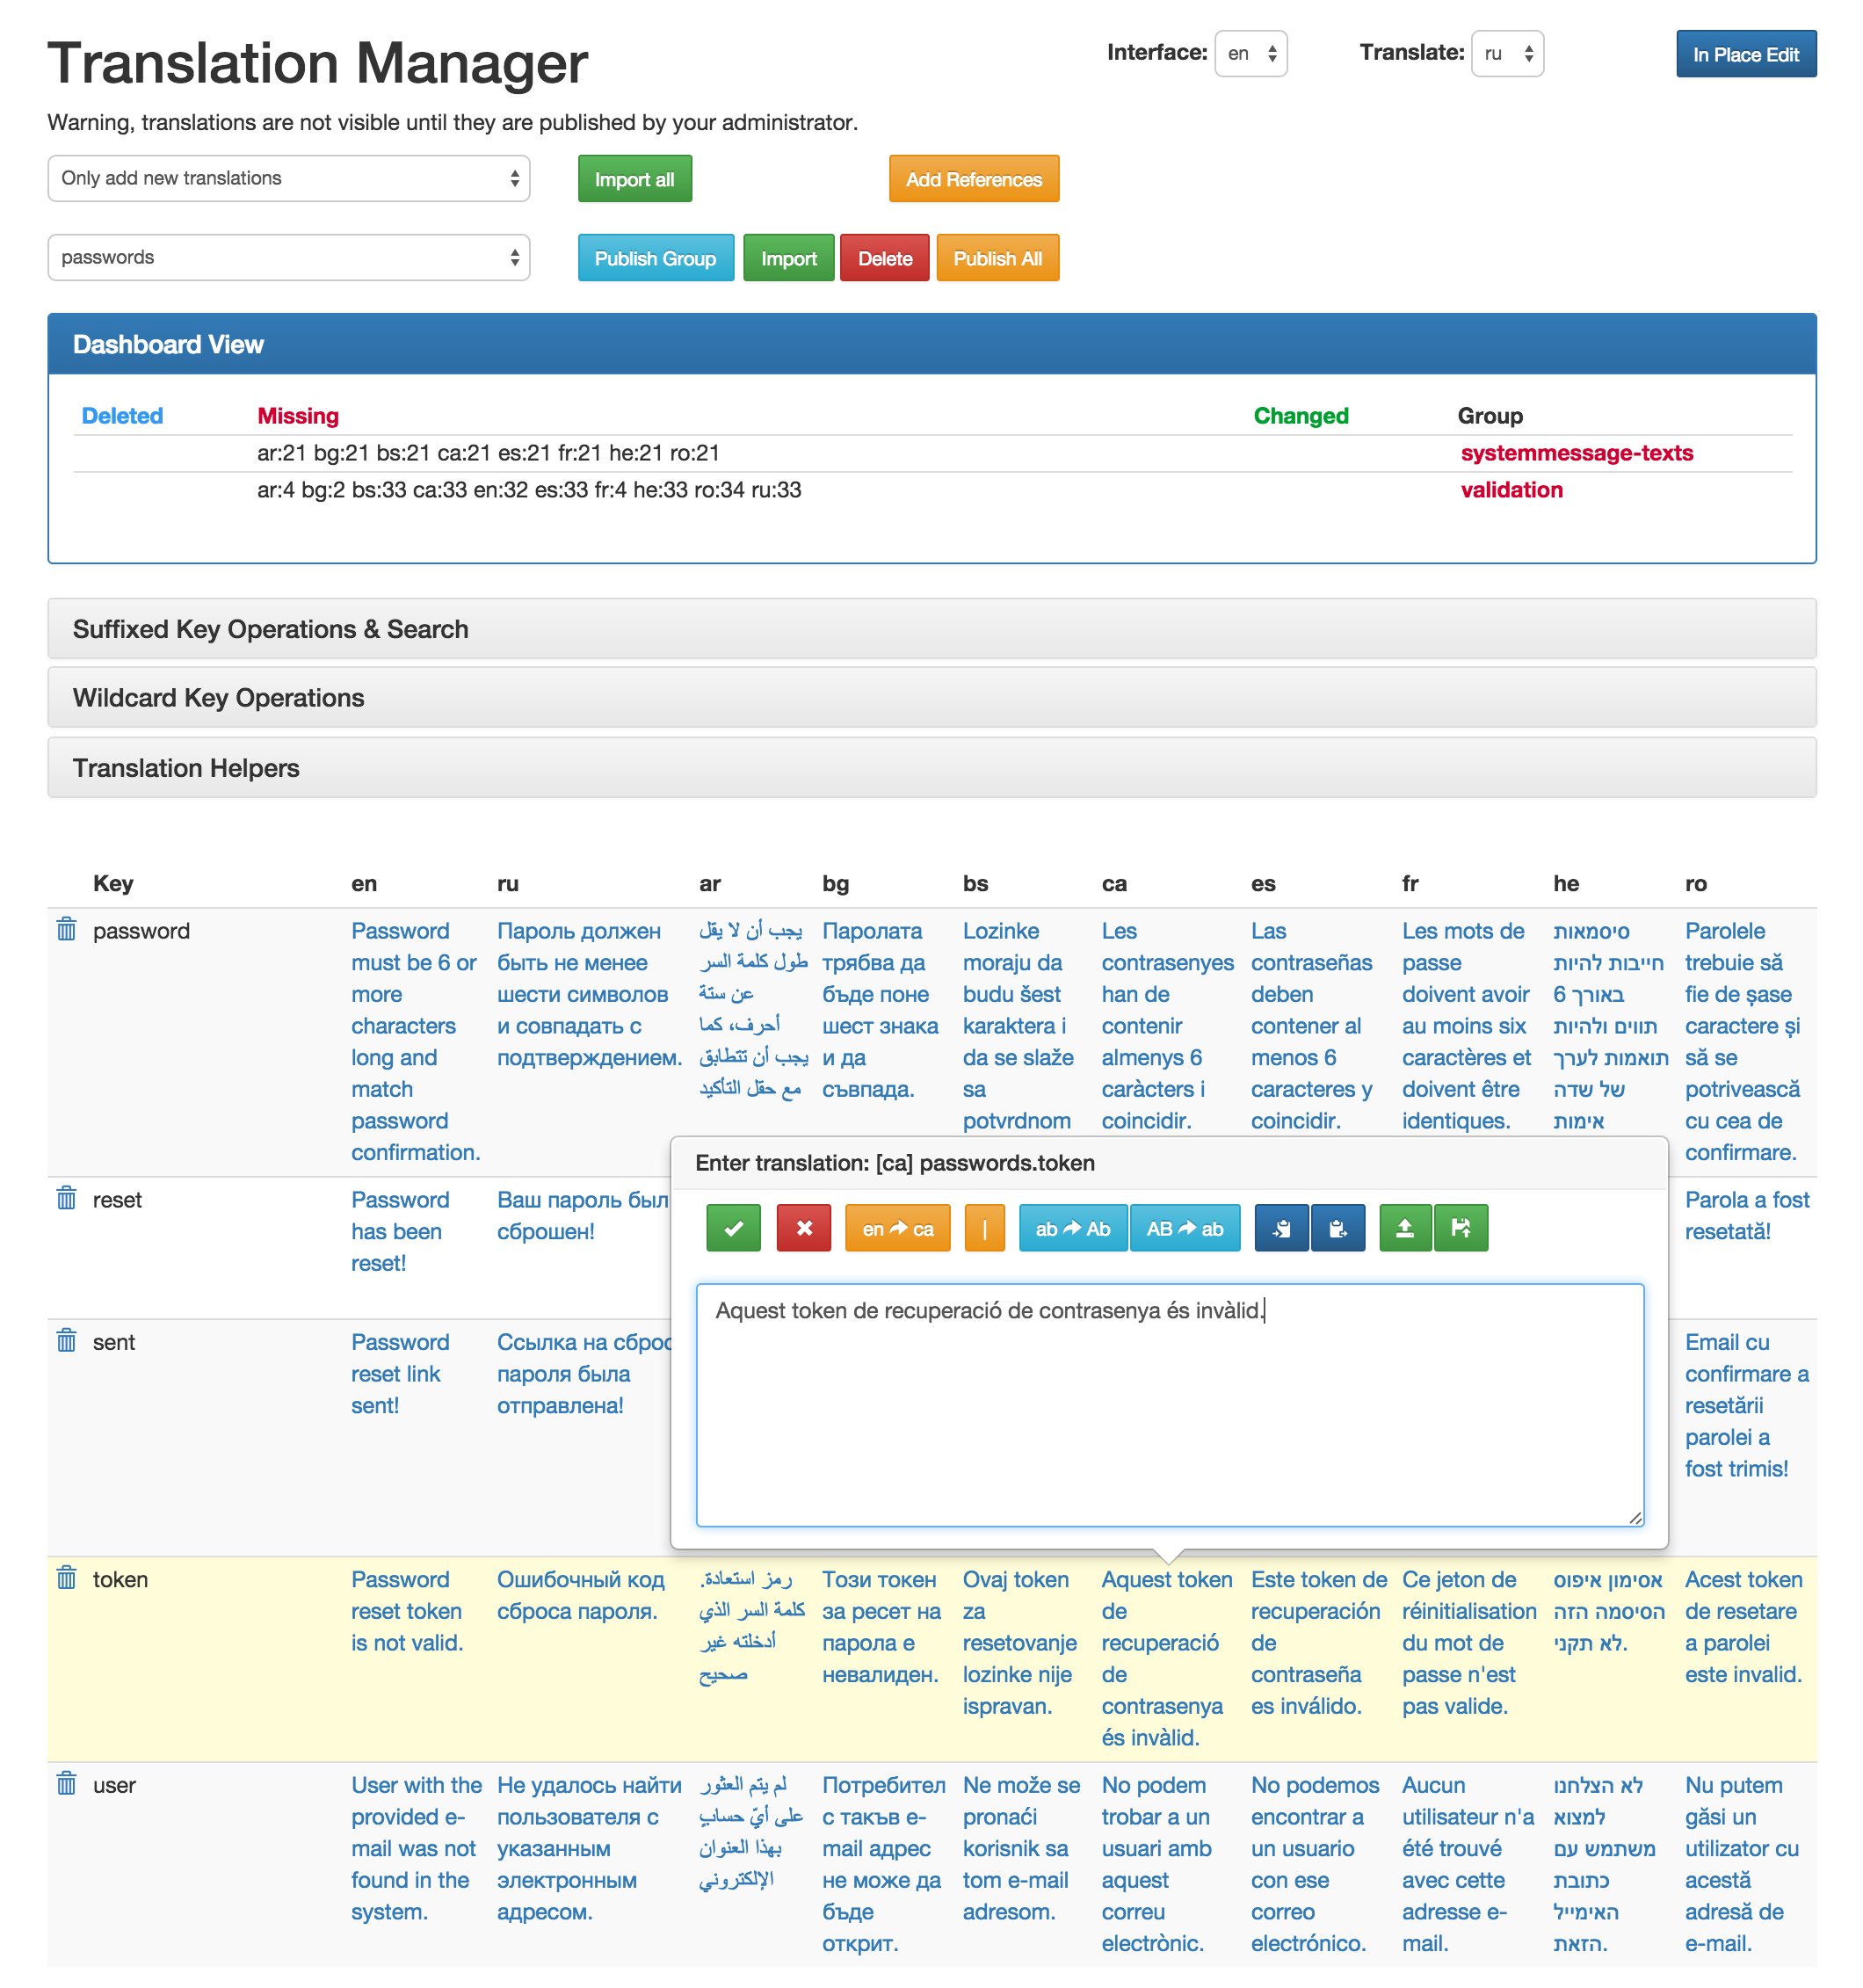 Translation Manager
Interface: en
Translate: ru
In Place Edit
Warning, translations are not visible until they are published by your administrator.
Only add new translations
Import all
Add References
passwords
Publish Group
Import
Delete
Publish All
Dashboard View
Deleted Missing Changed Group
ar:21 bg:21 bs:21 ca:21 es:21 fr:21 he:21 ro:21 systemmessage-texts
ar:4 bg:2 bs:33 ca:33 en:32 es:33 fr:4 he:33 ro:34 ru:33 validation
Suffixed Key Operations & Search
Wildcard Key Operations
Translation Helpers
Key en ru ar bg bs ca es fr he ro
password
Password
must be 6 or
more
characters
long and
match
password
confirmation.
Пароль должен
быть не менее
шести символов
и совпадать с
подтверждением.
يجب أن لا يقل
طول كلمة السر
عن ستة
أحرف، كما
يجب أن تتطابق
مع حقل التأكيد
Паролата
трябва да
бъде поне
шест знака
и да
съвпада.
Lozinke
moraju da
budu šest
karaktera i
da se slaže
sa
potvrdnom
Les
contrasenyes
han de
contenir
almenys 6
caràcters i
coincidir.
Las
contraseñas
deben
contener al
menos 6
caracteres y
coincidir.
Les mots de
passe
doivent avoir
au moins six
caractères et
doivent être
identiques.
סיסמאות
חייבות להיות
באורך 6
תווים ולהיות
תואמות לערך
של שדה
אימות
Parolele
trebuie să
fie de șase
caractere și
să se
potrivească
cu cea de
confirmare.
Enter translation: [ca] passwords.token
en ca
|
ab Ab
AB ab
Aquest token de recuperació de contrasenya és invàlid.
reset
Password
has been
reset!
Ваш пароль был
сброшен!
Parola a fost
resetată!
sent
Password
reset link
sent!
Ссылка на сброс
пароля была
отправлена!
Email cu
confirmare a
resetării
parolei a
fost trimis!
token
Password
reset token
is not valid.
Ошибочный код
сброса пароля.
رمز استعادة.
كلمة السر الذي
أدخلته غير
صحيح
Този токен
за ресет на
парола е
невалиден.
Ovaj token
za
resetovanje
lozinke nije
ispravan.
Aquest token
de
recuperació
de
contrasenya
és invàlid.
Este token de
recuperación
de
contraseña
es inválido.
Ce jeton de
réinitialisation
du mot de
passe n'est
pas valide.
אסימון איפוס
הסיסמה הזה
לא תקני.
Acest token
de resetare
a parolei
este invalid.
user
User with the
provided e-
mail was not
found in the
system.
Не удалось найти
пользователя с
указанным
электронным
адресом.
لم يتم العثور
على أيّ حسابٍ
بهذا العنوان
الإلكتروني
Потребител
с такъв e-
mail адрес
не може да
бъде
открит.
Ne može se
pronaći
korisnik sa
tom e-mail
adresom.
No podem
trobar a un
usuari amb
aquest
correu
electrònic.
No podemos
encontrar a
un usuario
con ese
correo
electrónico.
Aucun
utilisateur n'a
été trouvé
avec cette
adresse e-
mail.
לא הצלחנו
למצוא
משתמש עם
כתובת
האימייל
הזאת.
Nu putem
găsi un
utilizator cu
acestă
adresă de
e-mail.